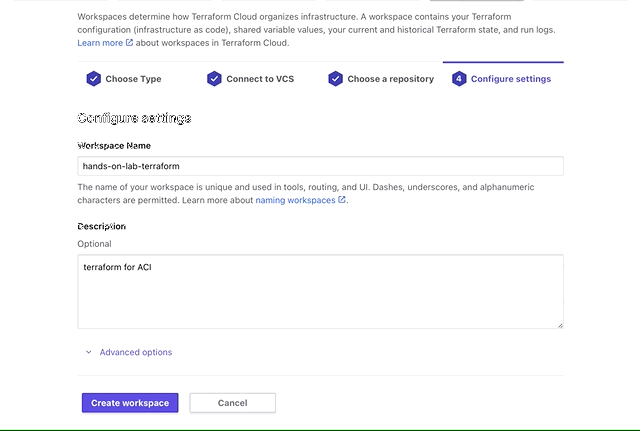 Workspaces determine how Terraform Cloud organizes infrastructure. A workspace contains your Terraform
configuration (infrastructure as code), shared variable values, your current and historical Terraform state, and run logs.
Learn more about workspaces in Terraform Cloud.
Choose Type Connect to VCS Choose a repository 4 Configure settings
Configure settings
Workspace Name
hands-on-lab-terraform
The name of your workspace is unique and used in tools, routing, and UI. Dashes, underscores, and alphanumeric
characters are permitted. Learn more about naming workspaces.
Description
Optional
terraform for ACI
Advanced options
Create workspace Cancel